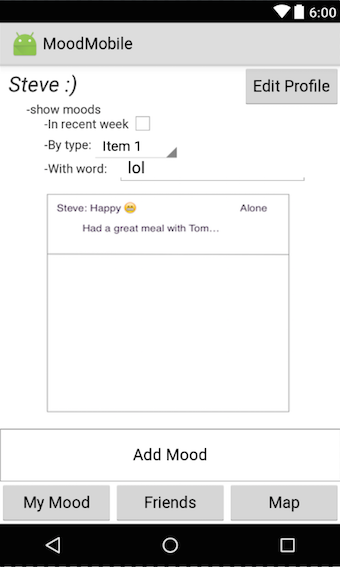 6:00
MoodMobile
Steve :) Edit Profile
-show moods
-In recent week
-By type: Item 1
-With word: lol
Steve: Happy 😁 Alone
Had a great meal with Tom...
Add Mood
My Mood Friends Map